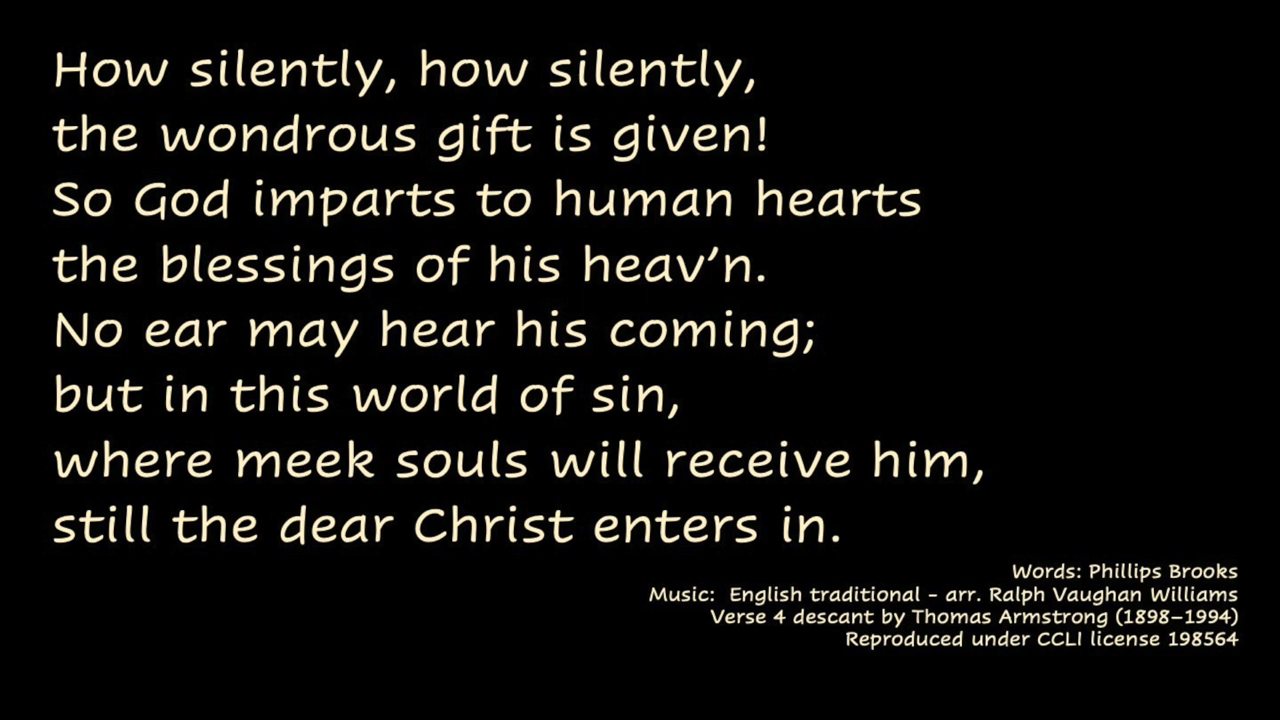 How silently, how silently,
the wondrous gift is given!
So God imparts to human hearts
the blessings of his heav’n.
No ear may hear his coming;
but in this world of sin,
where meek souls will receive him,
still the dear Christ enters in.
Words: Phillips Brooks
Music:  English traditional - arr. Ralph Vaughan Williams
Verse 4 descant by Thomas Armstrong (1898–1994)
Reproduced under CCLI license 198564